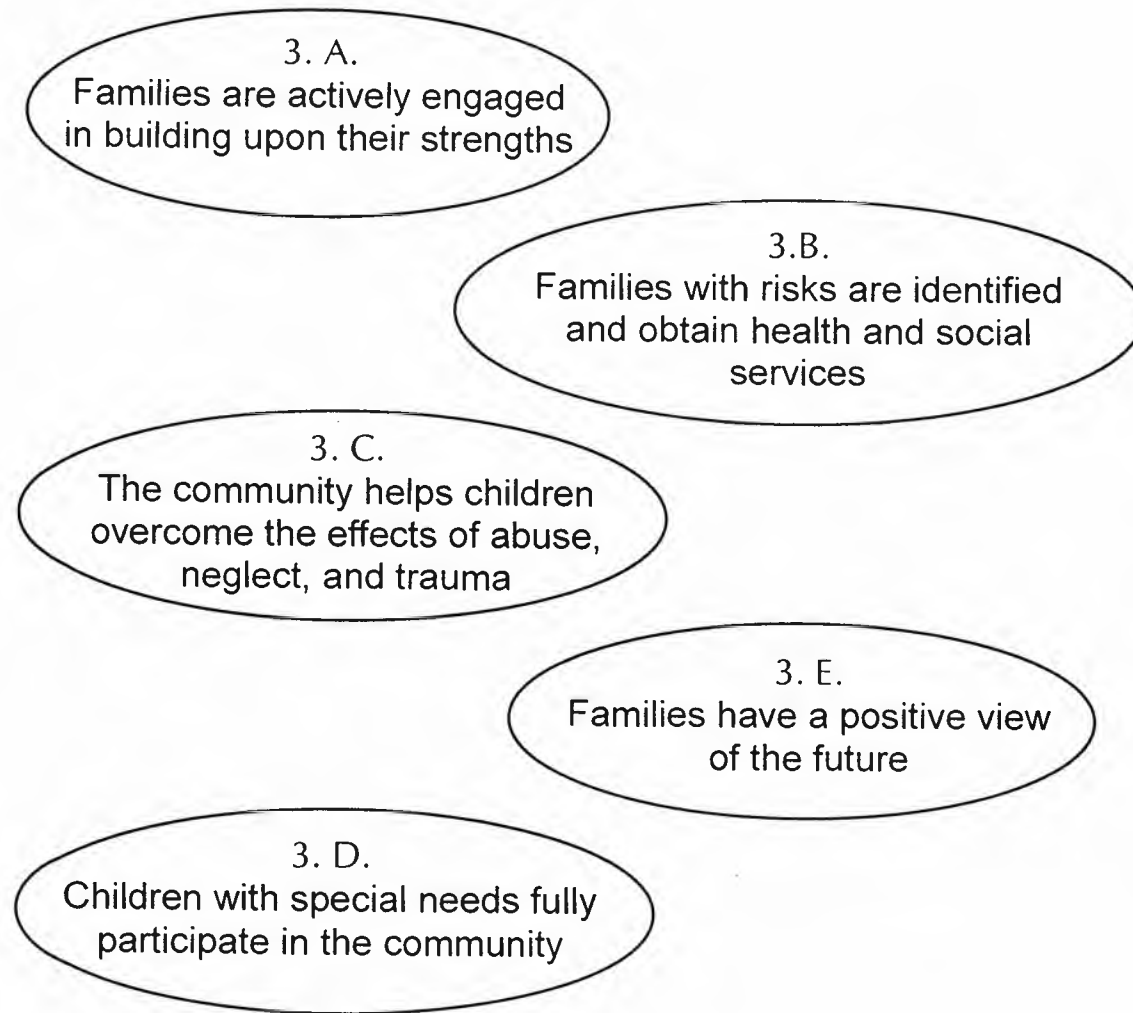 3. A.
Families are actively engaged
in building upon their strengths
3.B.
Families with risks are identified
and obtain health and social
services
3. C.
The community helps children
overcome the effects of abuse,
neglect, and trauma
3. E.
Families have a positive view
of the future
3. D.
Children with special needs fully
participate in the community